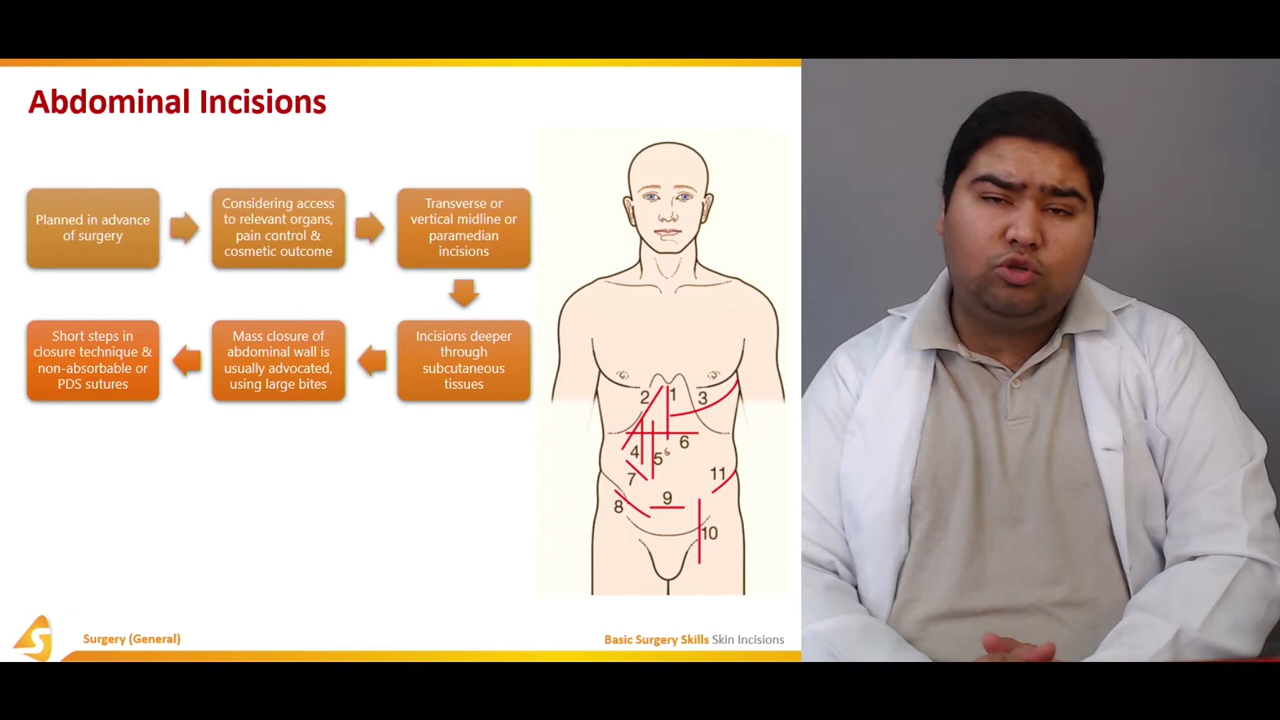 Abdominal Incisions
Planned in advance
of surgery
Considering access
to relevant organs,
pain control &
cosmetic outcome
Transverse or
vertical midline or
paramedian
incisions
Incisions deeper
through
subcutaneous
tissues
Mass closure of
abdominal wall is
usually advocated,
using large bites
Short steps in
closure technique &
non-absorbable or
PDS sutures
1
2
3
4
5
6
7
8
9
10
11
S
Surgery (General)
Basic Surgery Skills Skin Incisions